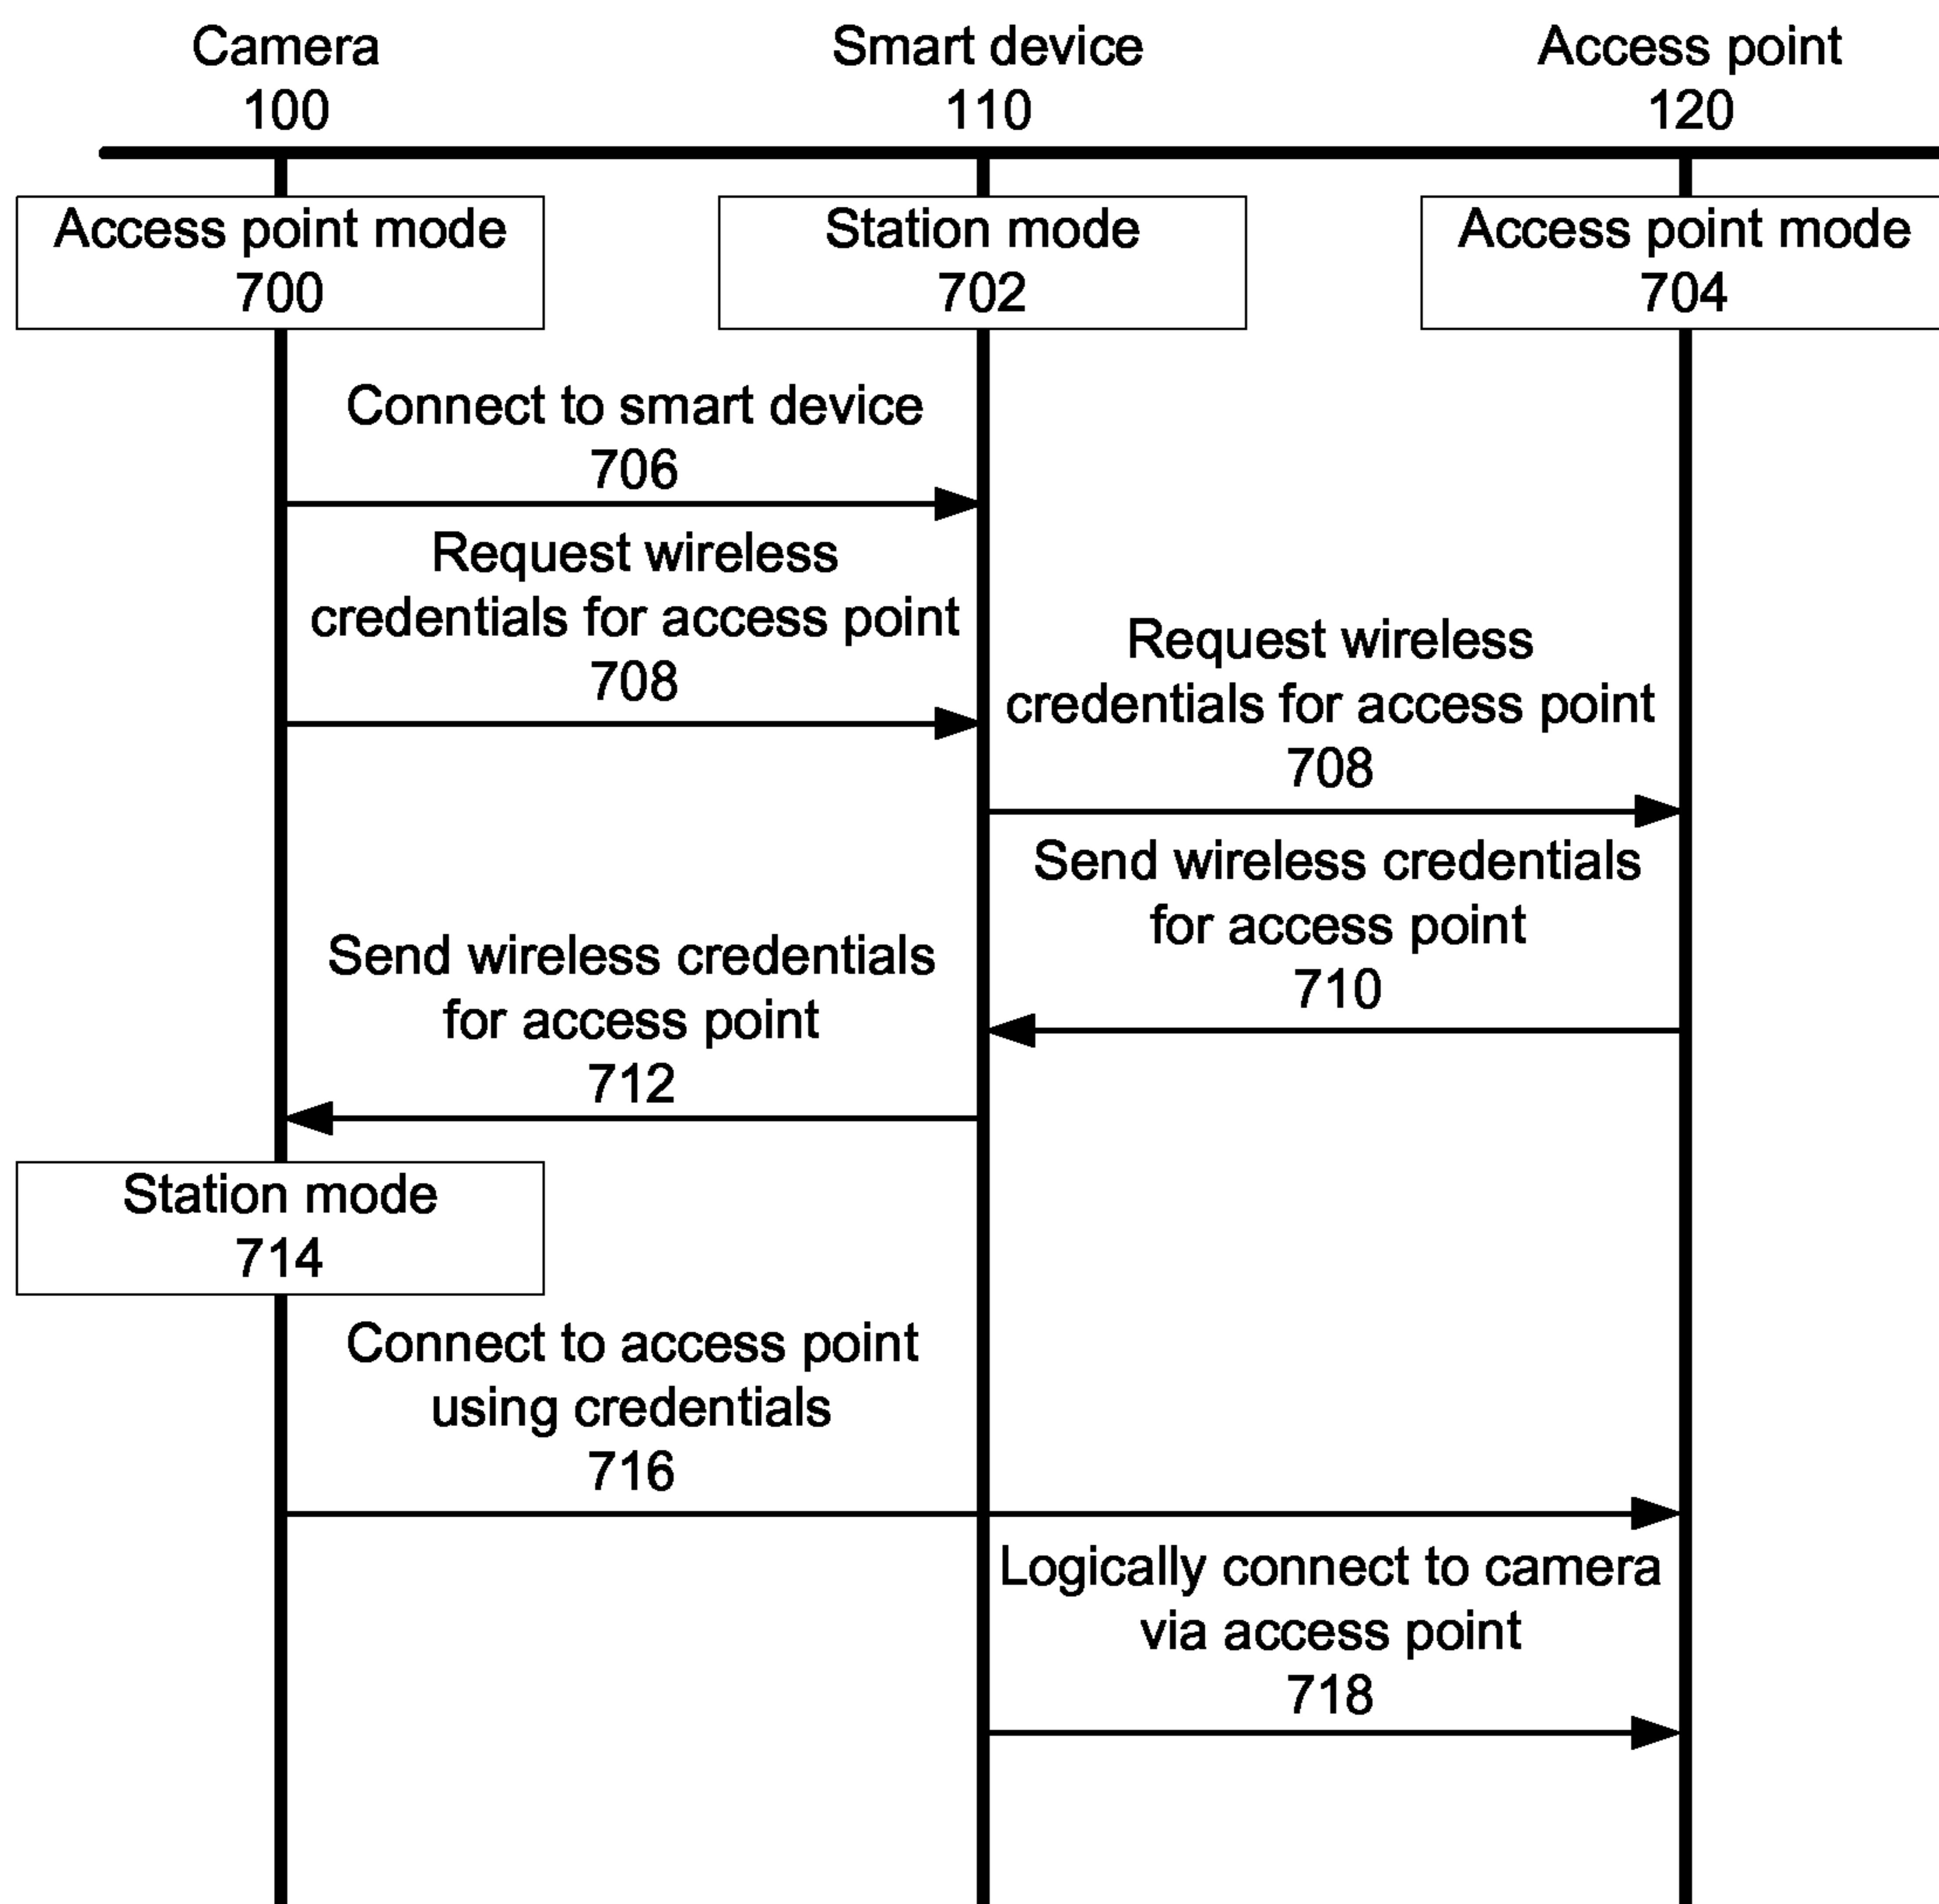 Camera
100
Smart device
110
Access point
120
Access point mode
700
Station mode
702
Access point mode
704
Connect to smart device
706
Request wireless
credentials for access point
708
Request wireless
credentials for access point
708
Send wireless credentials
for access point
710
Send wireless credentials
for access point
712
Station mode
714
Connect to access point
using credentials
716
Logically connect to camera
via access point
718